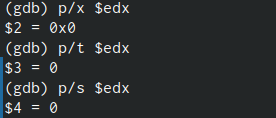 (gdb) p/x $edx
$2 = 0x0
(gdb) p/t $edx
$3 = 0
(gdb) p/s $edx
$4 = 0